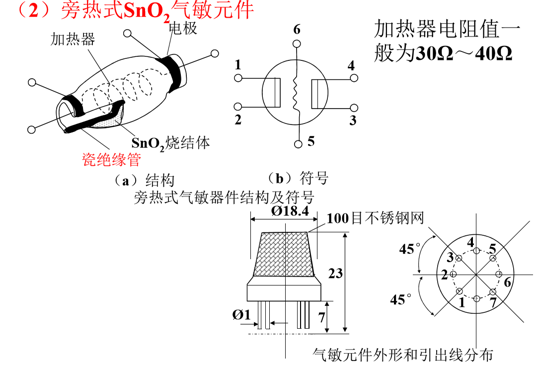 （2）旁热式SnO2气敏元件
加热器电阻值一
般为30Ω～40Ω
加热器
电极
SnO2烧结体
瓷绝缘管
（a）结构
6
1
4
2
3
5
（b）符号
旁热式气敏器件结构及符号
Ø18.4
100目不锈钢网
23
Ø1
7
45°
45°
4
3
5
2
6
1
7
气敏元件外形和引出线分布